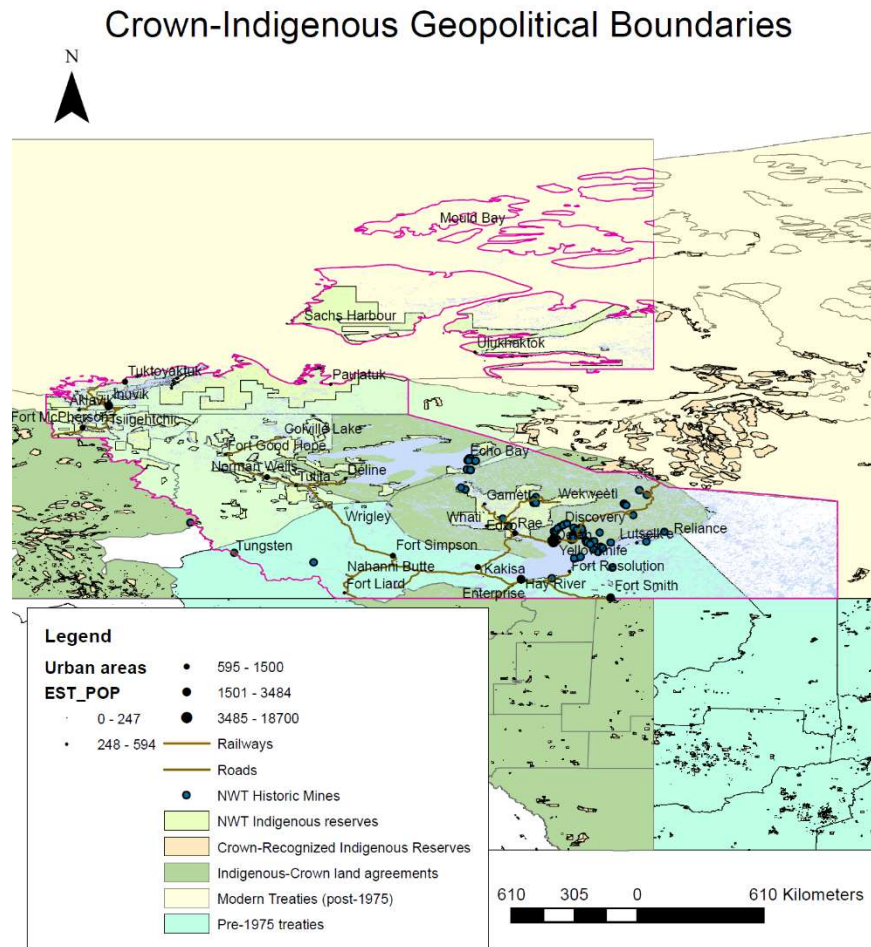 Crown-Indigenous Geopolitical Boundaries
N
Mould Bay
Sachs Harbour
Ulukhaktok
Tuktoyaktuk
Paulatuk
Inuvik
Aklavik
Fort McPherson
Tsiigehtchic
Colville Lake
Fort Good Hope
Echo Bay
Norman Wells
Deline
Tulita
Gameti
Wekweeti
Wrigley
Whati
Discovery
Edzo
Rae
Reliance
Lutselk'e
Tungsten
Fort Simpson
Yellowknife
Nahanni Butte
Kakisa
Fort Resolution
Fort Liard
Hay River
Fort Smith
Enterprise
Legend
Urban areas
EST_POP
0 - 247
248 - 594
595 - 1500
1501 - 3484
3485 - 18700
Railways
Roads
NWT Historic Mines
NWT Indigenous reserves
Crown-Recognized Indigenous Reserves
Indigenous-Crown land agreements
Modern Treaties (post-1975)
Pre-1975 treaties
610 305 0 610 Kilometers